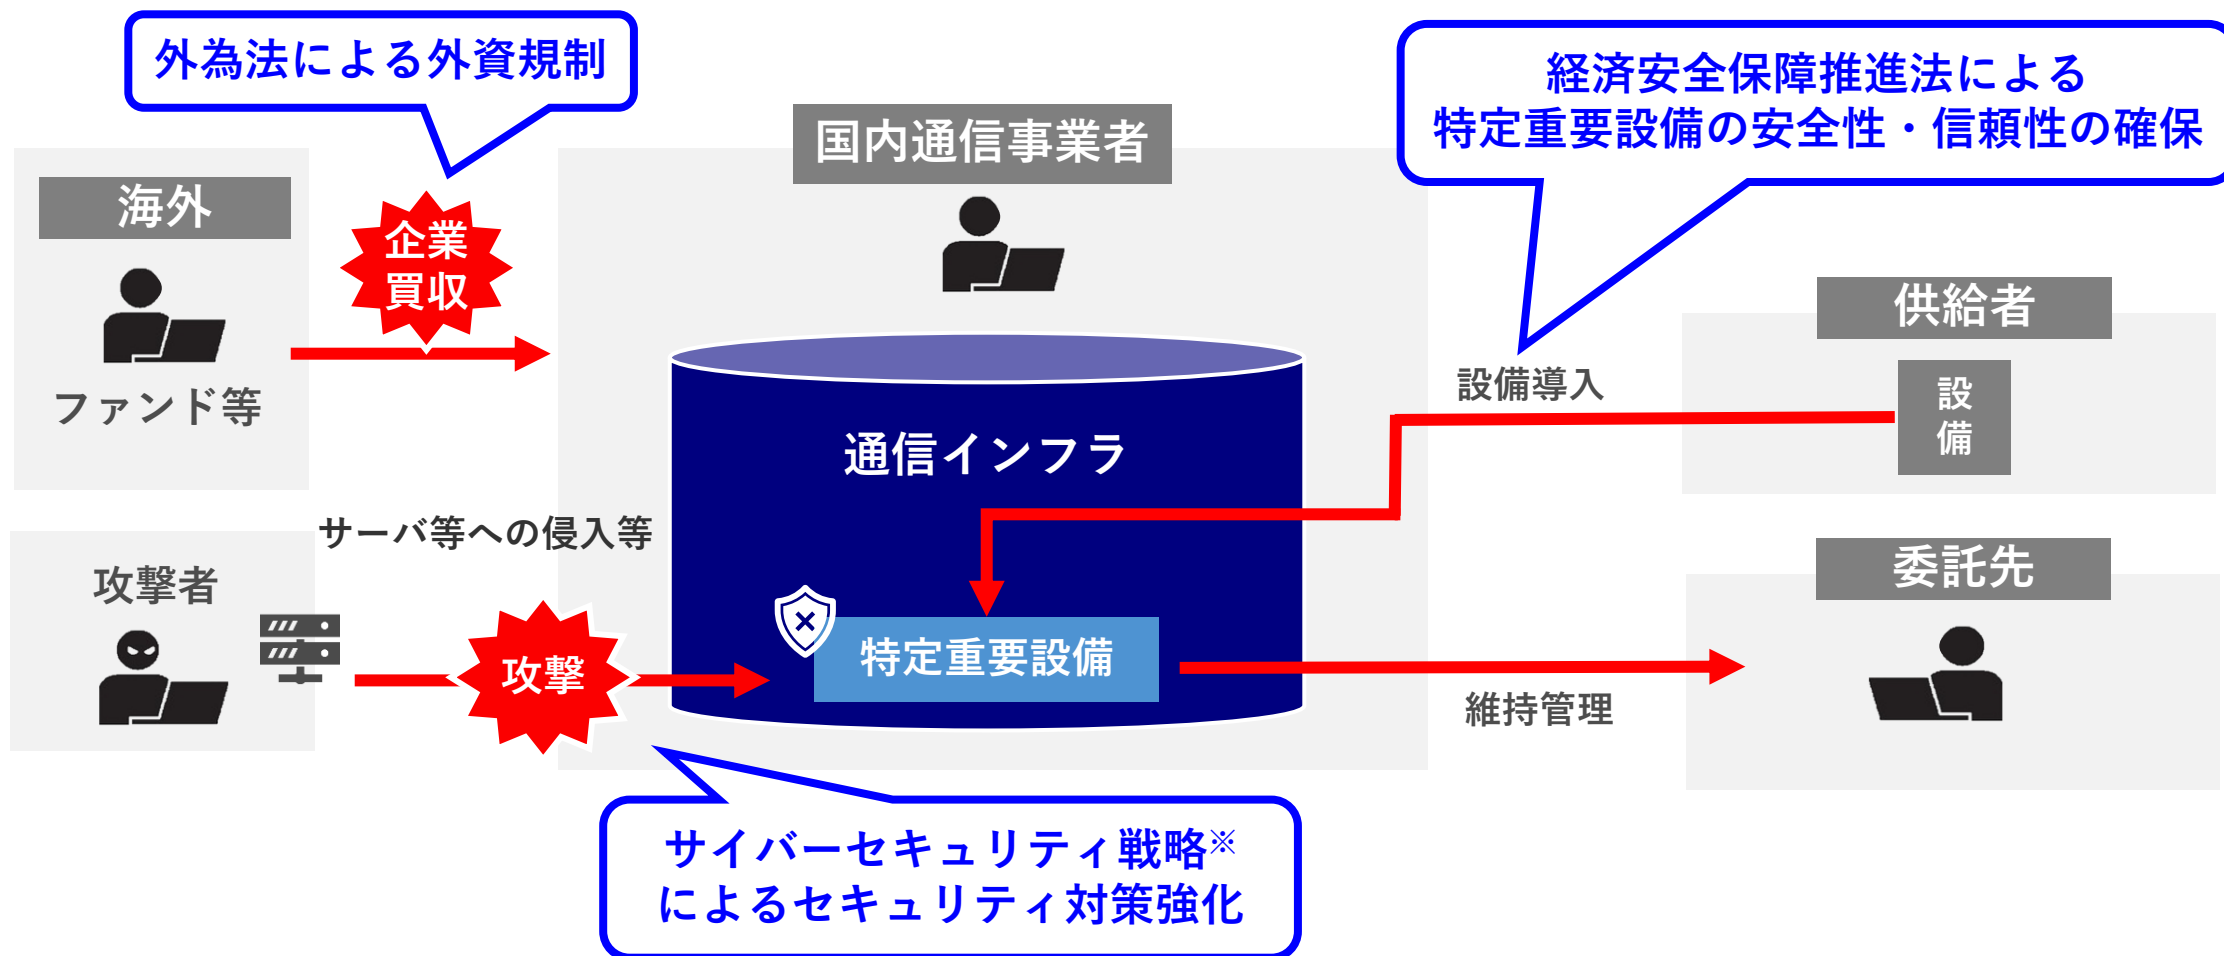 外為法による外資規制
経済安全保障推進法による
特定重要設備の安全性・信頼性の確保
国内通信事業者
海外
企業
買収
ファンド等
供給者
設備導入
設
備
通信インフラ
サーバ等への侵入等
攻撃者
攻撃
特定重要設備
委託先
維持管理
サイバーセキュリティ戦略※
によるセキュリティ対策強化